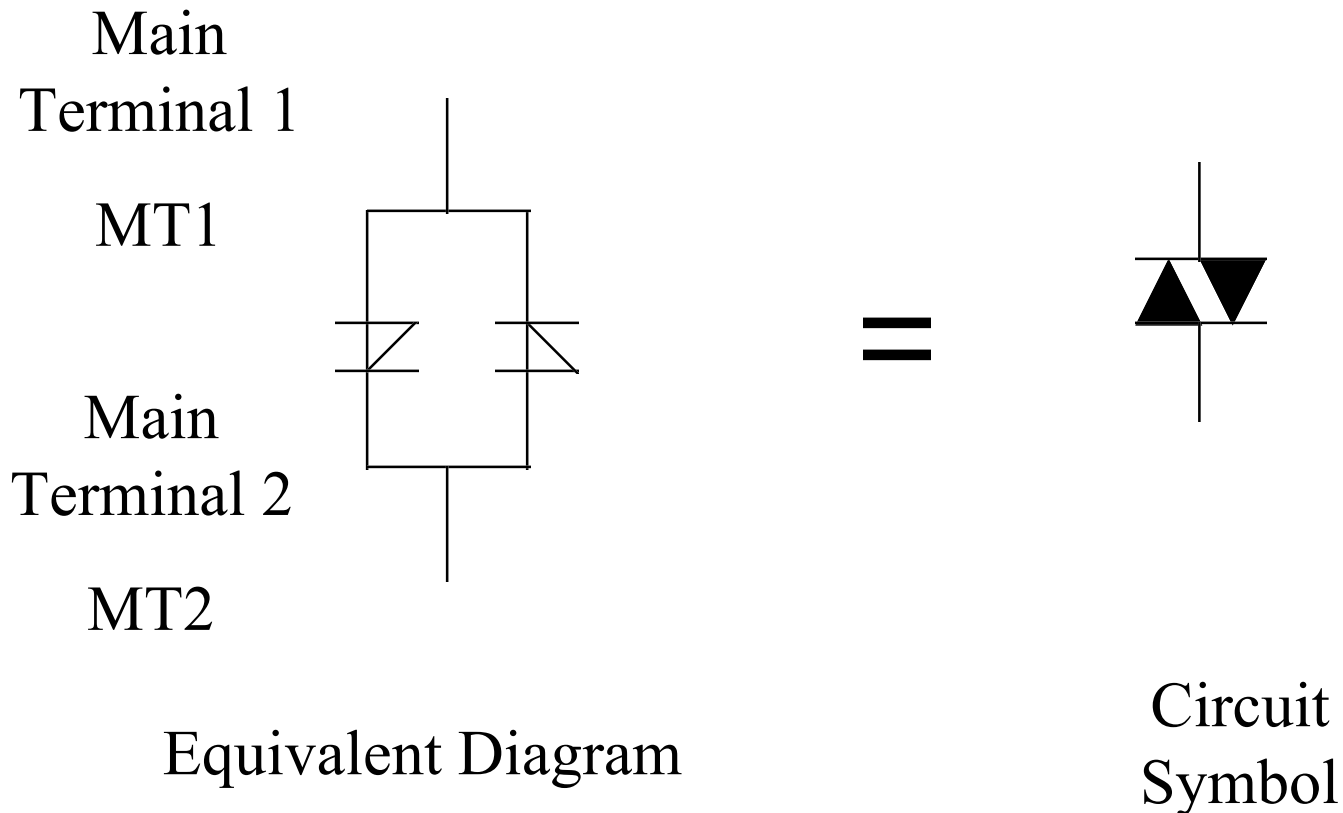 Main
Terminal 1
MT1
Main
Terminal 2
MT2
=
Equivalent Diagram
Circuit
Symbol